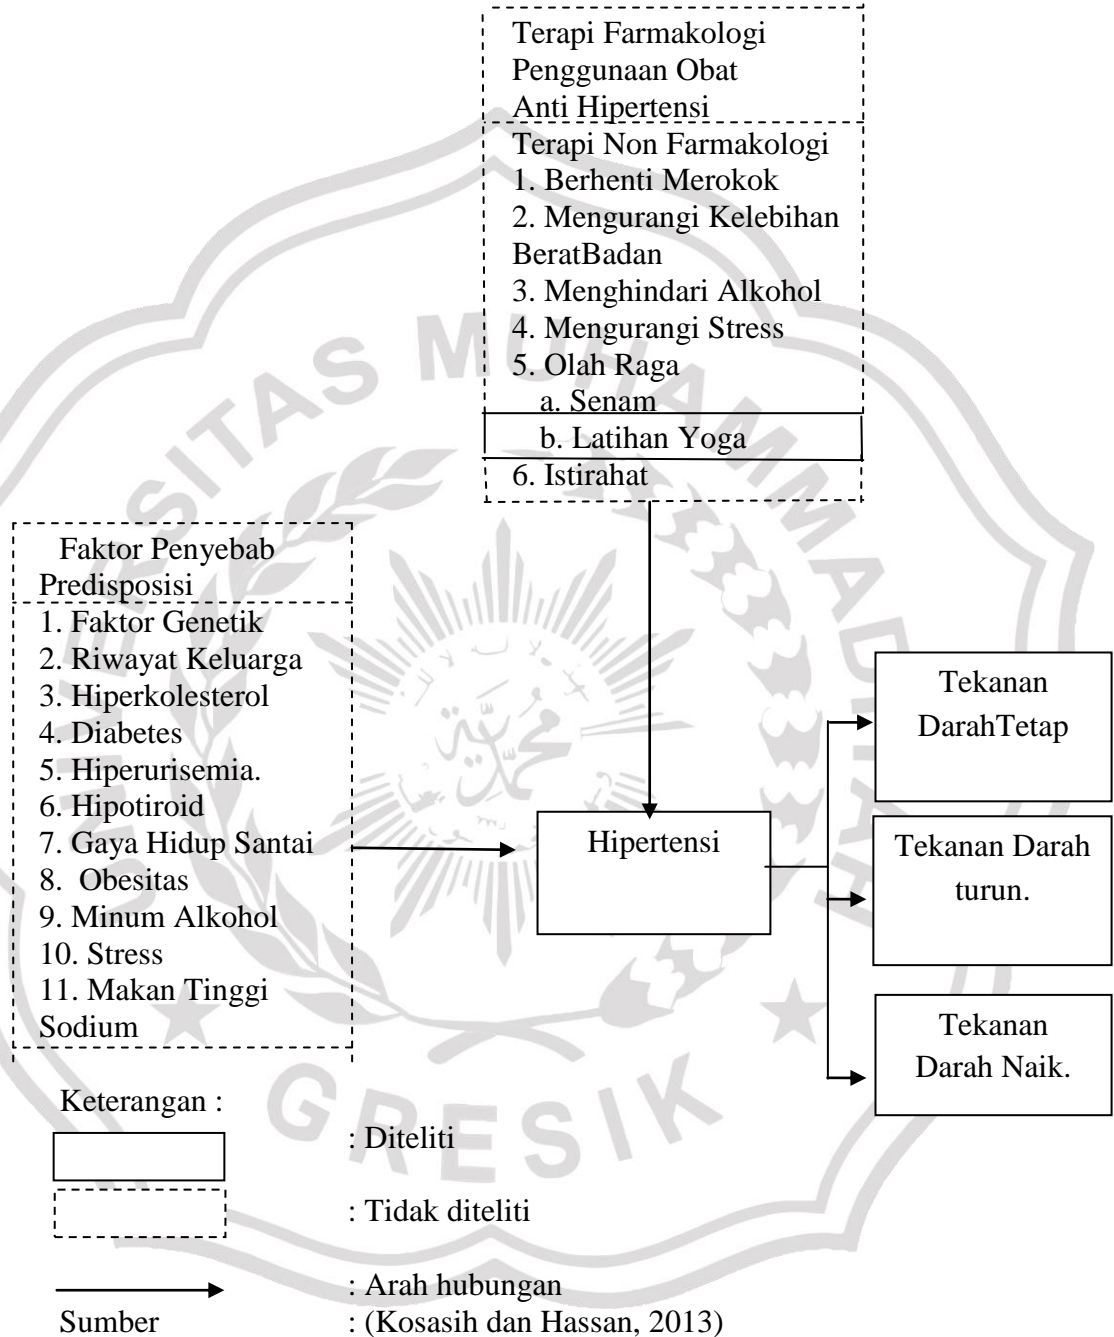 Terapi Farmakologi
Penggunaan Obat
Anti Hipertensi
Terapi Non Farmakologi
1. Berhenti Merokok
2. Mengurangi Kelebihan
BeratBadan
3. Menghindari Alkohol
4. Mengurangi Stress
5. Olah Raga
a. Senam
b. Latihan Yoga
6. Istirahat
Faktor Penyebab
Predisposisi
1. Faktor Genetik
2. Riwayat Keluarga
3. Hiperkolesterol
4. Diabetes
5. Hiperurisemia.
6. Hipotiroid
7. Gaya Hidup Santai
8. Obesitas
9. Minum Alkohol
10. Stress
11. Makan Tinggi
Sodium
Hipertensi
Tekanan
DarahTetap
Tekanan Darah
turun.
Tekanan
Darah Naik.
Keterangan :
: Diteliti
: Tidak diteliti
: Arah hubungan
Sumber : (Kosasih dan Hassan, 2013)
UNIVERSITAS MUHAMMADIYAH
GRESIK